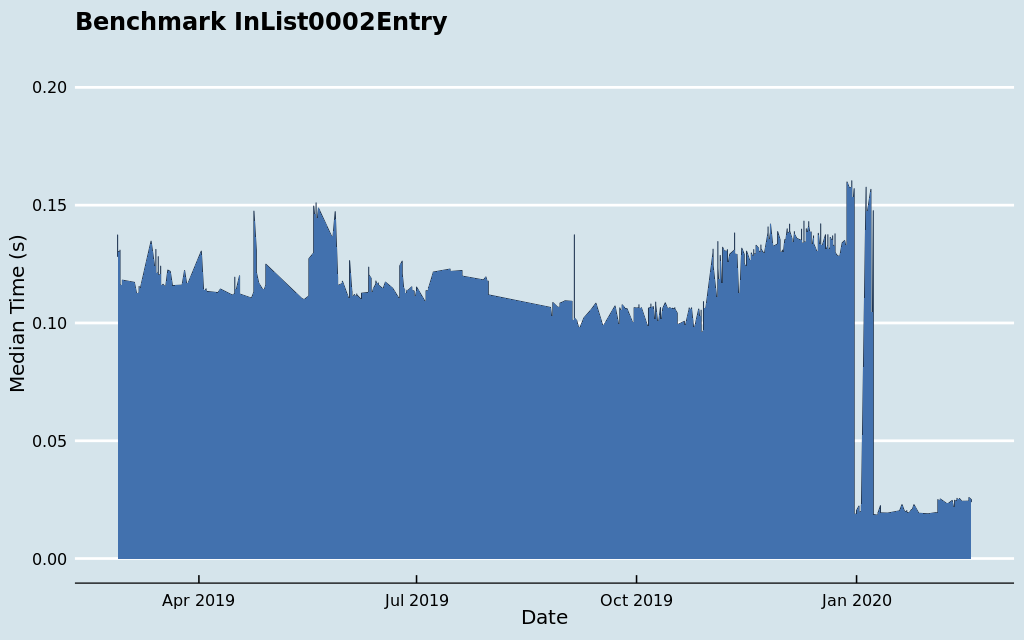 Benchmark InList0002Entry
0.20
0.15
0.10
0.05
0.00
Median Time (s)
Apr 2019
Jul 2019
Oct 2019
Jan 2020
Date